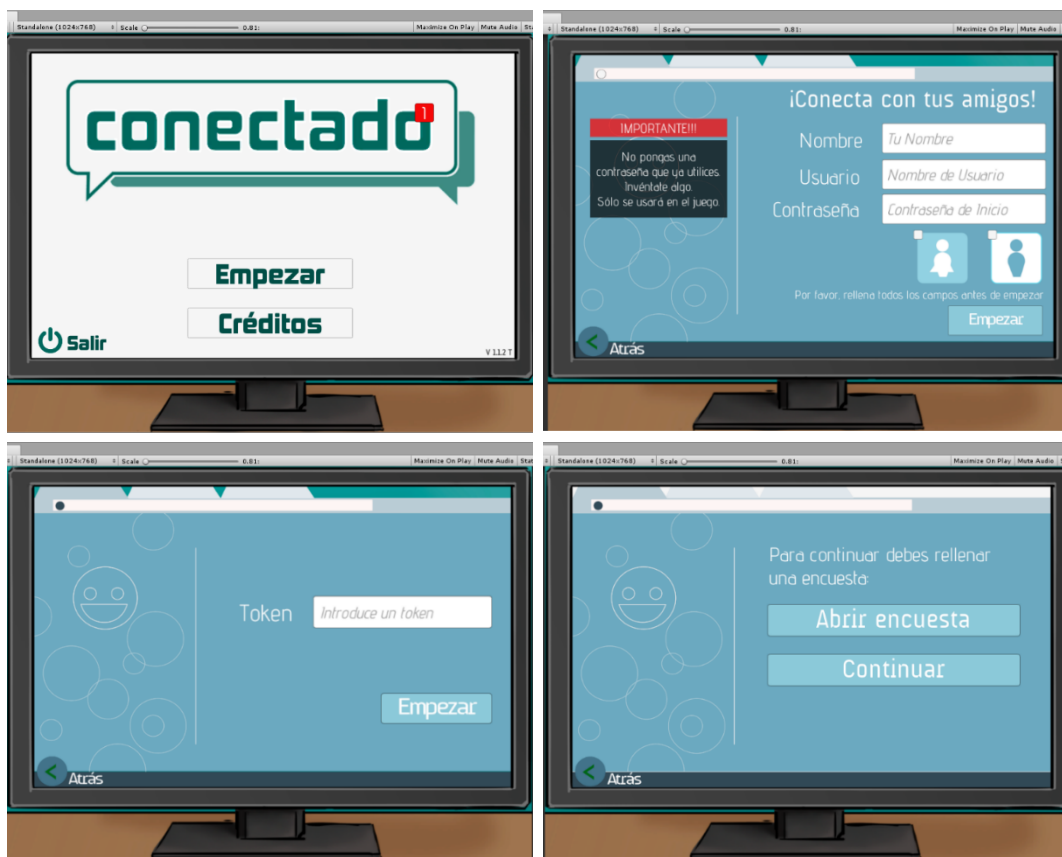 Standalone (1024x768) Scale 0.81: Maximize On Play Mute Audio
conectado
1
Empezar
Créditos
Salir
V 1.1.2 T
Standalone (1024x768) Scale 0.81: Maximize On Play Mute Audio
¡Conecta con tus amigos!
IMPORTANTE!!!
No pongas una
contraseña que ya utilices.
Invéntate algo.
Sólo se usará en el juego.
Nombre Tu Nombre
Usuario Nombre de Usuario
Contraseña Contraseña de Inicio
Por favor, rellena todos los campos antes de empezar
Empezar
Atrás
Standalone (1024x768) Scale 0.81: Maximize On Play Mute Audio Stat
Token Introduce un token
Empezar
Atrás
Standalone (1024x768) Scale 0.81: Maximize On Play Mute Audio
Para continuar debes rellenar
una encuesta:
Abrir encuesta
Continuar
Atrás